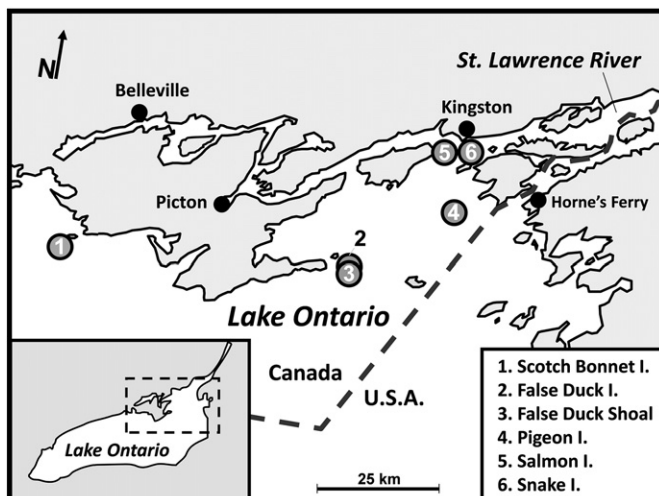 N
St. Lawrence River
Belleville
Kingston
5
6
Picton
Horne's Ferry
4
1
2
3
Lake Ontario
Canada
U.S.A.
Lake Ontario
25 km
1. Scotch Bonnet I.
2. False Duck I.
3. False Duck Shoal
4. Pigeon I.
5. Salmon I.
6. Snake I.